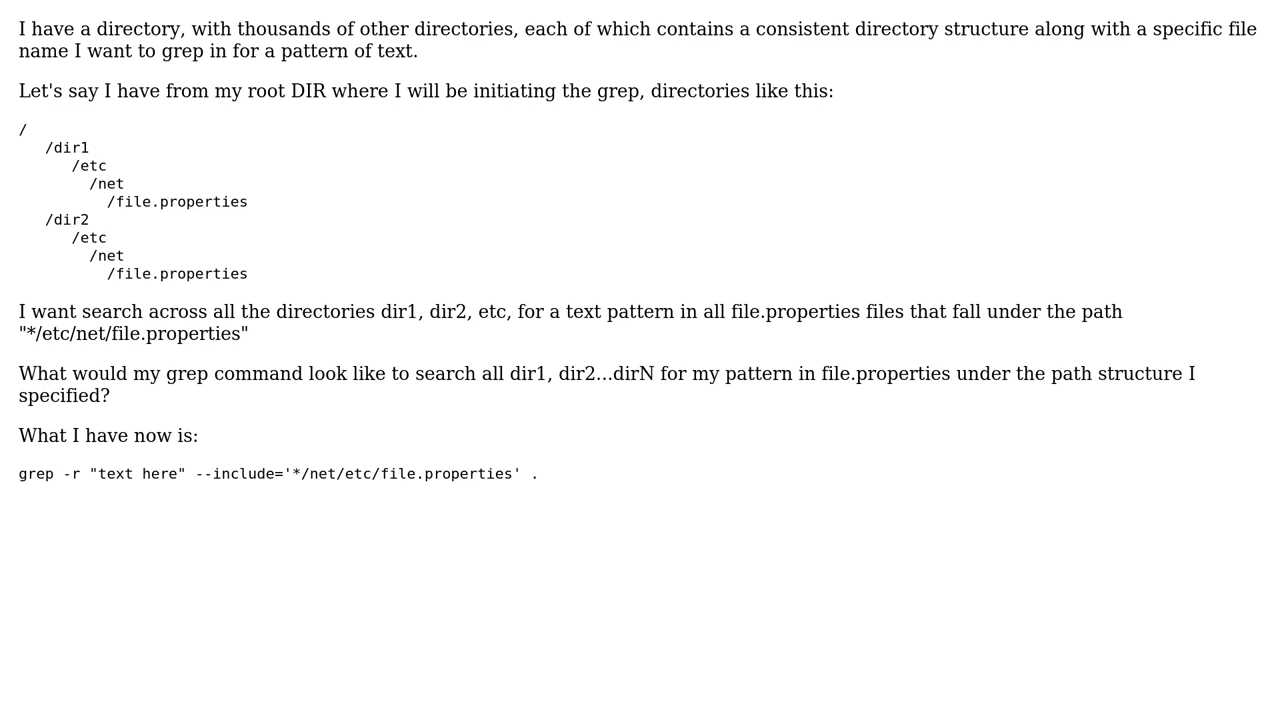 I have a directory, with thousands of other directories, each of which contains a consistent directory structure along with a specific file
name I want to grep in for a pattern of text.
Let's say I have from my root DIR where I will be initiating the grep, directories like this:
/
   /dir1
      /etc
        /net
          /file.properties
   /dir2
      /etc
        /net
          /file.properties
I want search across all the directories dir1, dir2, etc, for a text pattern in all file.properties files that fall under the path
"*/etc/net/file.properties"
What would my grep command look like to search all dir1, dir2...dirN for my pattern in file.properties under the path structure I
specified?
What I have now is:
grep -r "text here" --include='*/net/etc/file.properties' .